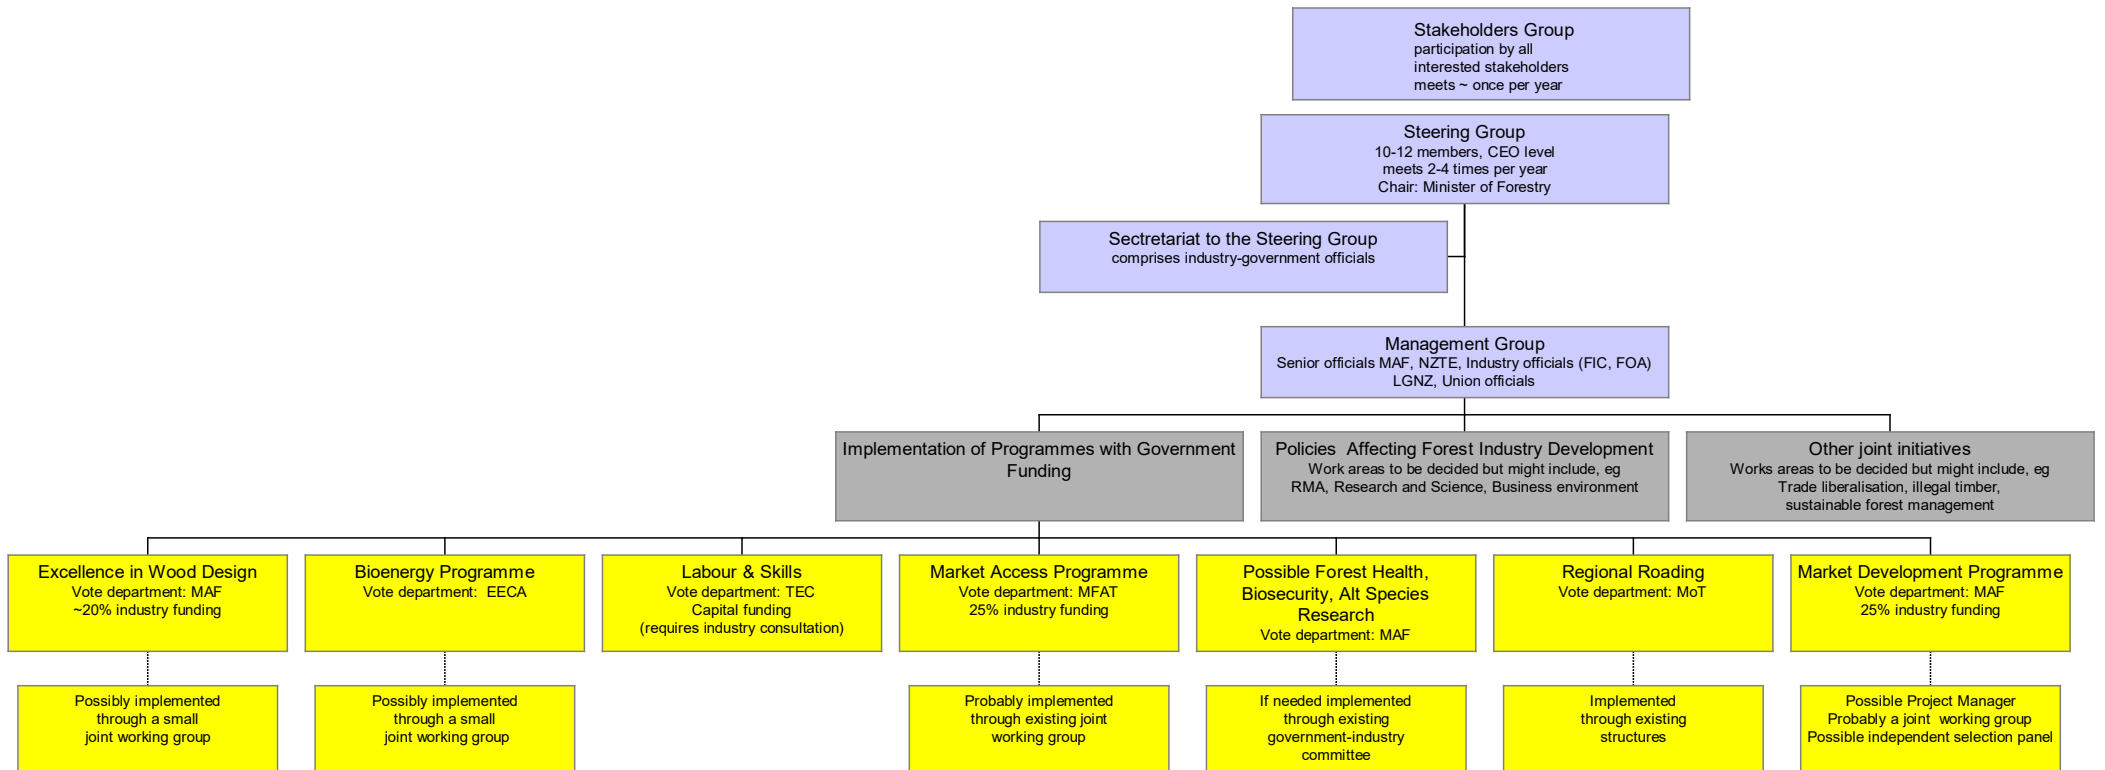 Stakeholders Group
participation by all
interested stakeholders
meets ~ once per year
Steering Group
10-12 members, CEO level
meets 2-4 times per year
Chair: Minister of Forestry
Sectretariat to the Steering Group
comprises industry-government officials
Management Group
Senior officials MAF, NZTE, Industry officials (FIC, FOA)
LGNZ, Union officials
Implementation of Programmes with Government
Funding
Policies  Affecting Forest Industry Development
Work areas to be decided but might include, eg
RMA, Research and Science, Business environment
Other joint initiatives
Works areas to be decided but might include, eg
Trade liberalisation, illegal timber,
sustainable forest management
Excellence in Wood Design
Vote department: MAF
~20% industry funding
Bioenergy Programme
Vote department:  EECA
Labour & Skills
Vote department: TEC
Capital funding
(requires industry consultation)
Market Access Programme
Vote department: MFAT
25% industry funding
Possible Forest Health,
Biosecurity, Alt Species
Research
Vote department: MAF
Regional Roading
Vote department: MoT
Market Development Programme
Vote department: MAF
25% industry funding
Possibly implemented
through a small
joint working group
Possibly implemented
through a small
joint working group
Probably implemented
through existing joint
working group
If needed implemented
through existing
government-industry
committee
Implemented
through existing
structures
Possible Project Manager
Probably a joint  working group
Possible independent selection panel